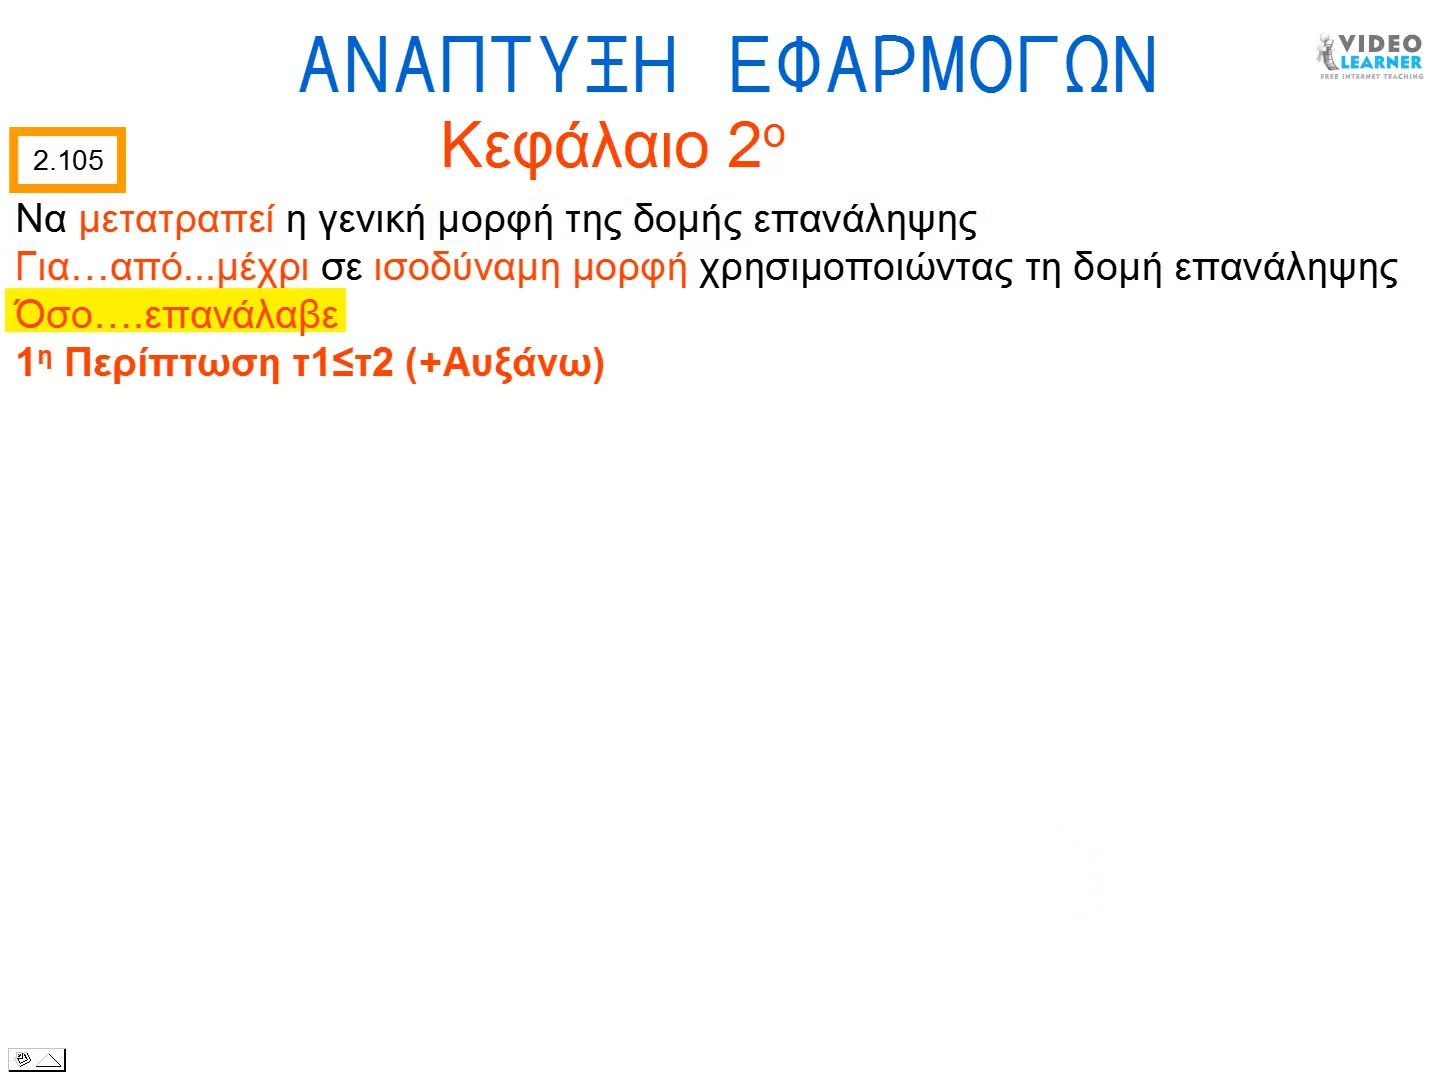 ΑΝΑΠΤΥΞΗ ΕΦΑΡΜΟΓΩΝ
VIDEO
LEARNER
FREE INTERNET TEACHING
Κεφάλαιο 2ο
2.105
Να μετατραπεί η γενική μορφή της δομής επανάληψης
Για…από...μέχρι σε ισοδύναμη μορφή χρησιμοποιώντας τη δομή επανάληψης
Όσο….επανάλαβε
1η Περίπτωση τ1≤τ2 (+Αυξάνω)